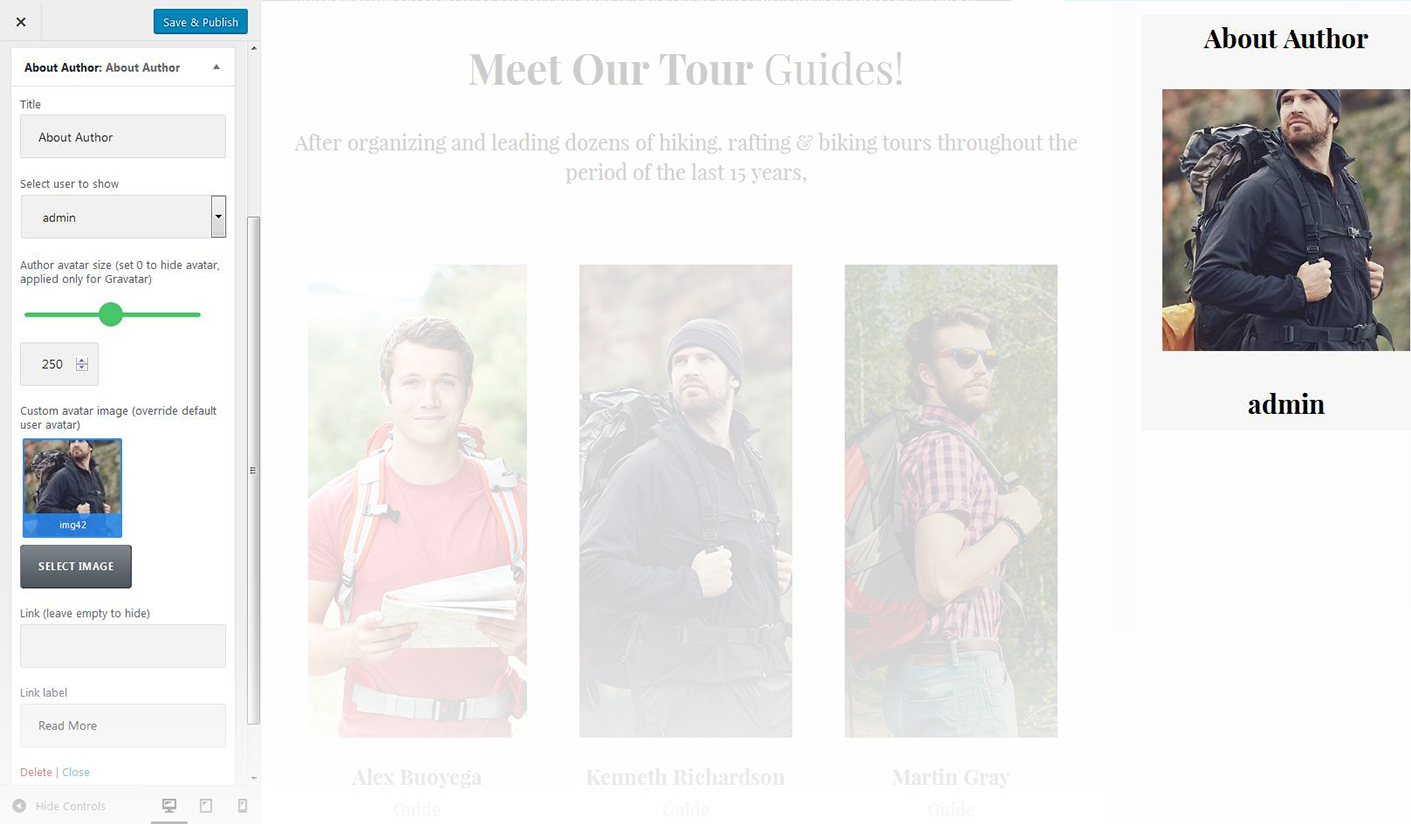 Save & Publish
About Author: About Author
Title
About Author
Select user to show
admin
Author avatar size (set 0 to hide avatar,
applied only for Gravatar)
250
Custom avatar image (override default
user avatar)
img42
SELECT IMAGE
Link (leave empty to hide)
Link label
Read More
Delete | Close
Hide Controls
Meet Our Tour Guides!
After organizing and leading dozens of hiking, rafting & biking tours throughout the
period of the last 15 years,
Alex Buoyega
Guide
Kenneth Richardson
Guide
Martin Gray
Guide
About Author
admin